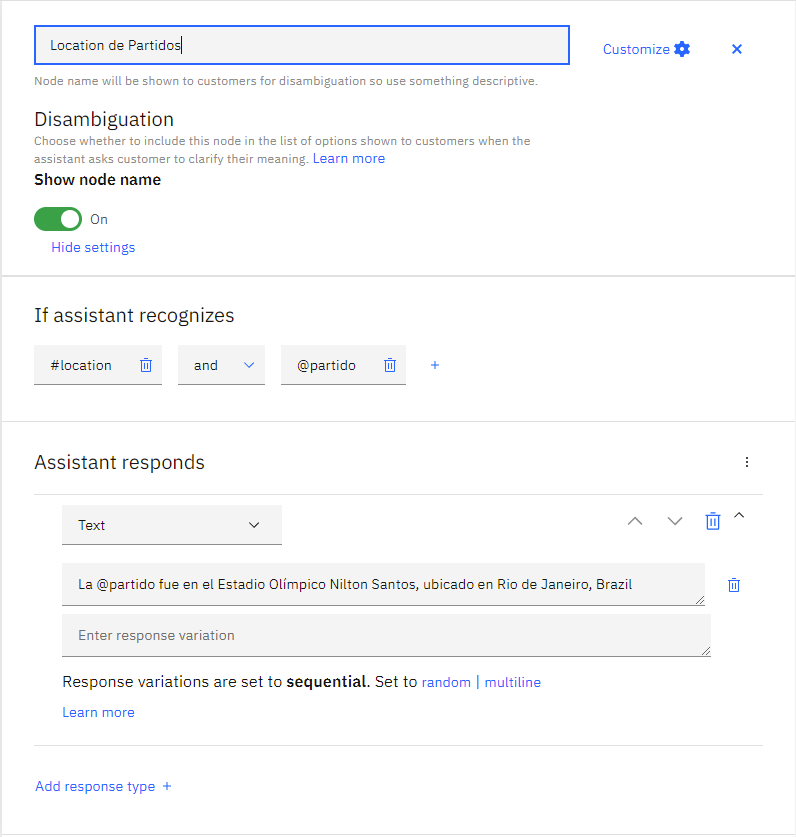 Location de Partidos
Customize
Node name will be shown to customers for disambiguation so use something descriptive.
Disambiguation
Choose whether to include this node in the list of options shown to customers when the
assistant asks customer to clarify their meaning. Learn more
Show node name
On
Hide settings
If assistant recognizes
#location and @partido +
Assistant responds
Text
La @partido fue en el Estadio Olímpico Nilton Santos, ubicado en Rio de Janeiro, Brazil
Enter response variation
Response variations are set to sequential. Set to random | multiline
Learn more
Add response type +